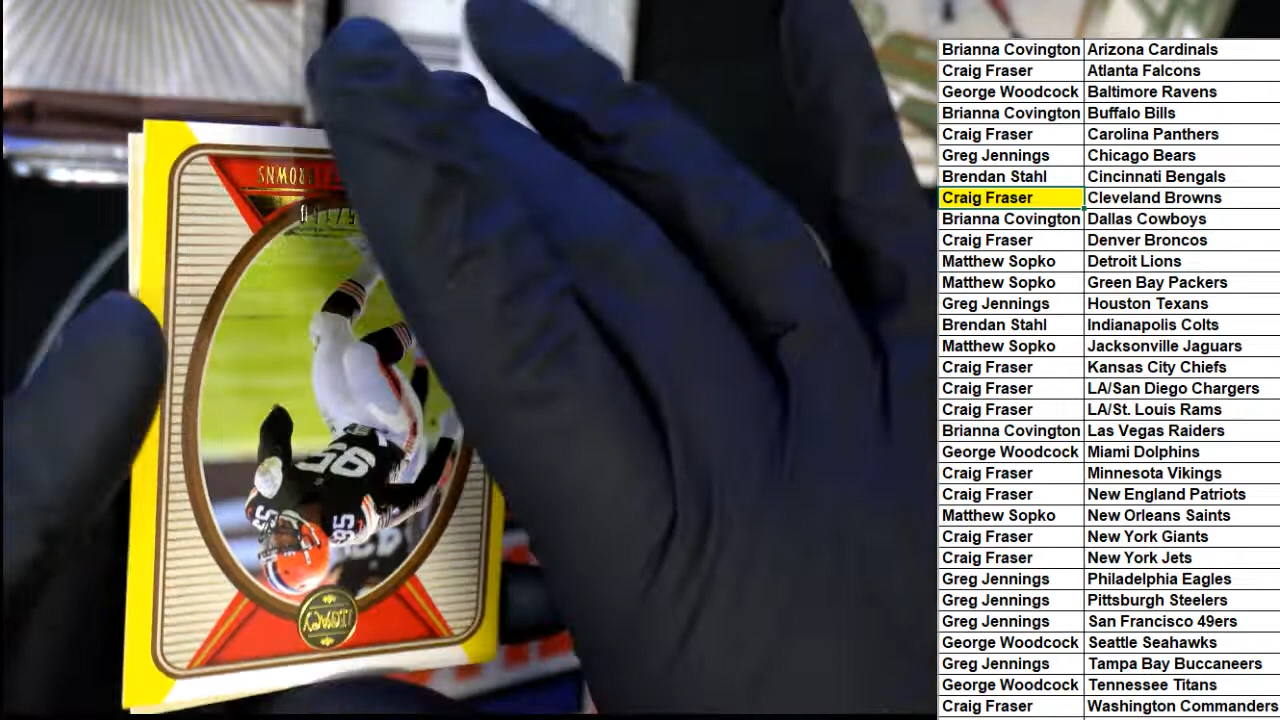 BROWNS
95
95
LEGACY
Brianna Covington Arizona Cardinals
Craig Fraser Atlanta Falcons
George Woodcock Baltimore Ravens
Brianna Covington Buffalo Bills
Craig Fraser Carolina Panthers
Greg Jennings Chicago Bears
Brendan Stahl Cincinnati Bengals
Craig Fraser Cleveland Browns
Brianna Covington Dallas Cowboys
Craig Fraser Denver Broncos
Matthew Sopko Detroit Lions
Matthew Sopko Green Bay Packers
Greg Jennings Houston Texans
Brendan Stahl Indianapolis Colts
Matthew Sopko Jacksonville Jaguars
Craig Fraser Kansas City Chiefs
Craig Fraser LA/San Diego Chargers
Craig Fraser LA/St. Louis Rams
Brianna Covington Las Vegas Raiders
George Woodcock Miami Dolphins
Craig Fraser Minnesota Vikings
Craig Fraser New England Patriots
Matthew Sopko New Orleans Saints
Craig Fraser New York Giants
Craig Fraser New York Jets
Greg Jennings Philadelphia Eagles
Greg Jennings Pittsburgh Steelers
Greg Jennings San Francisco 49ers
George Woodcock Seattle Seahawks
Greg Jennings Tampa Bay Buccaneers
George Woodcock Tennessee Titans
Craig Fraser Washington Commanders